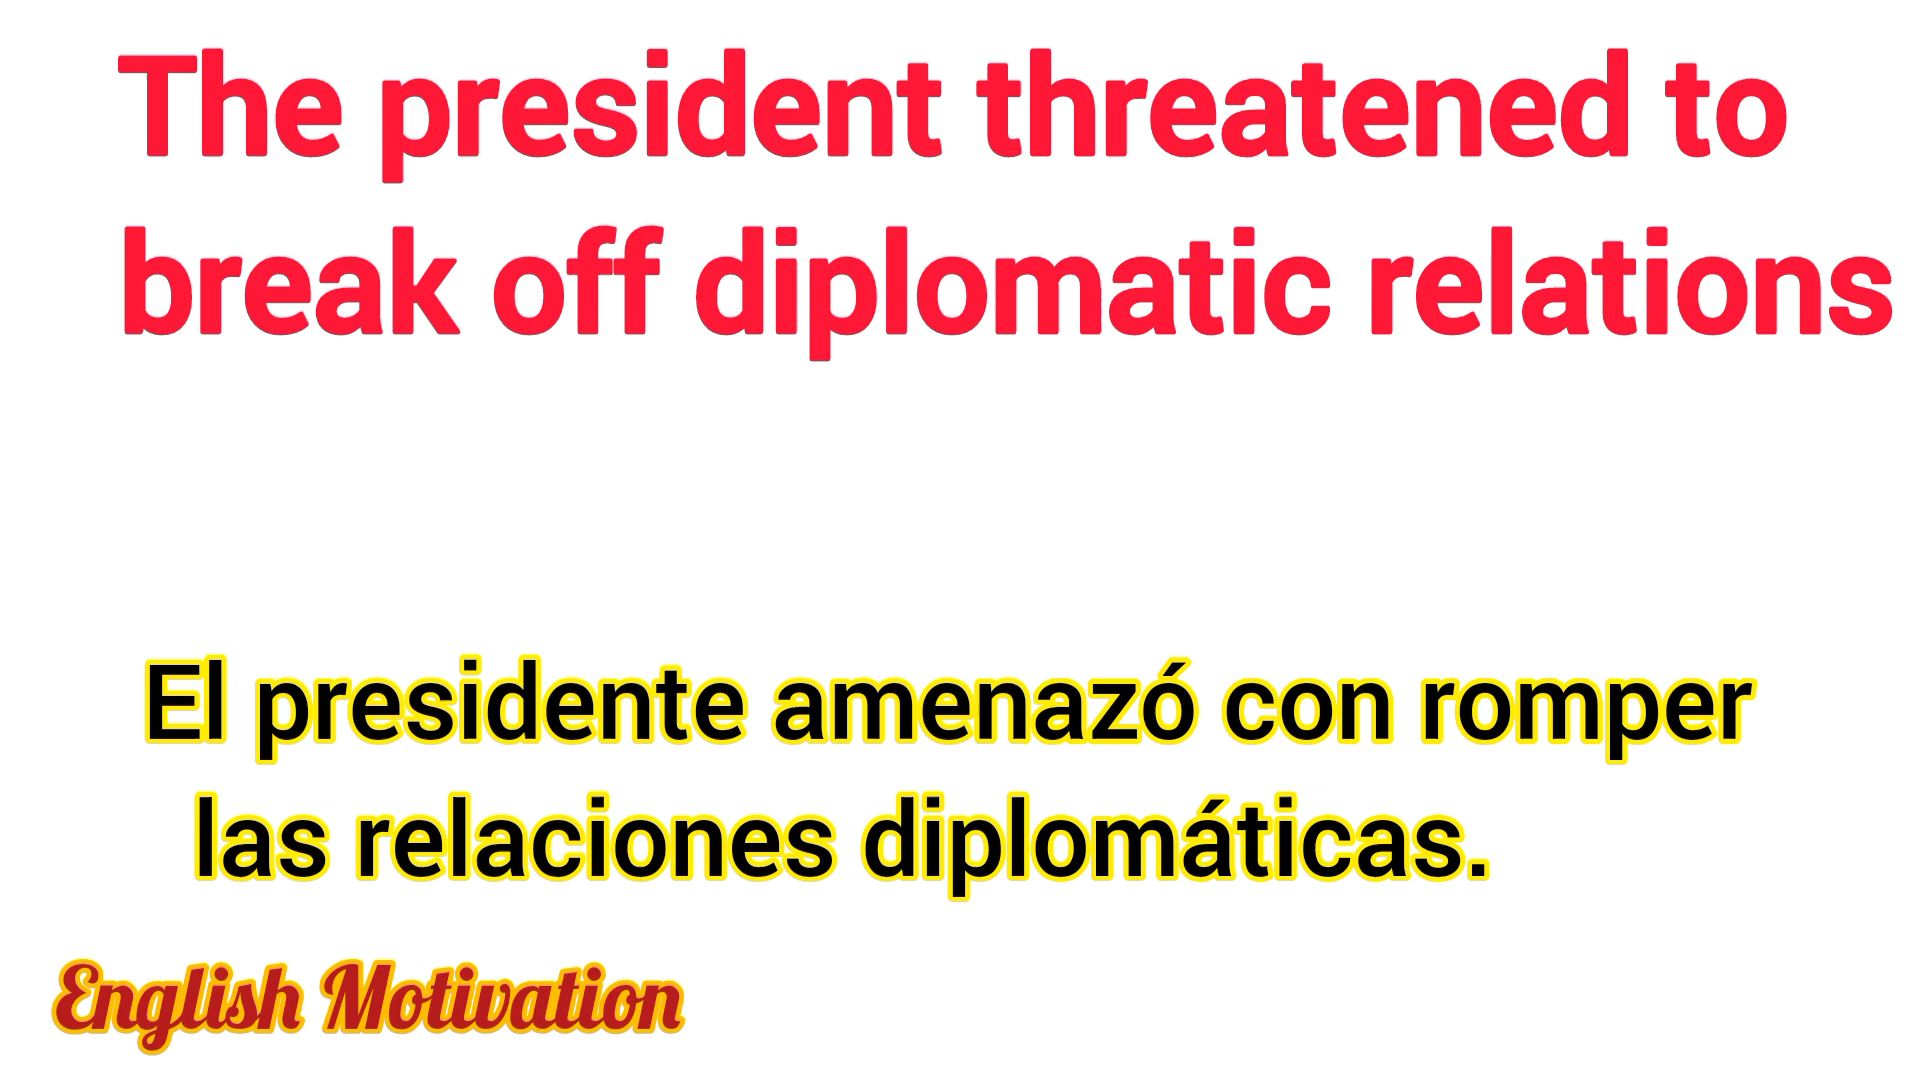 The president threatened to
break off diplomatic relations
El presidente amenazó con romper
las relaciones diplomáticas.
English Motivation